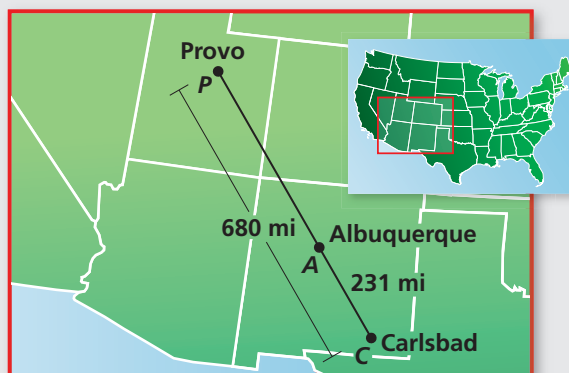 Provo
P
680 mi
Albuquerque
A
231 mi
C
Carlsbad